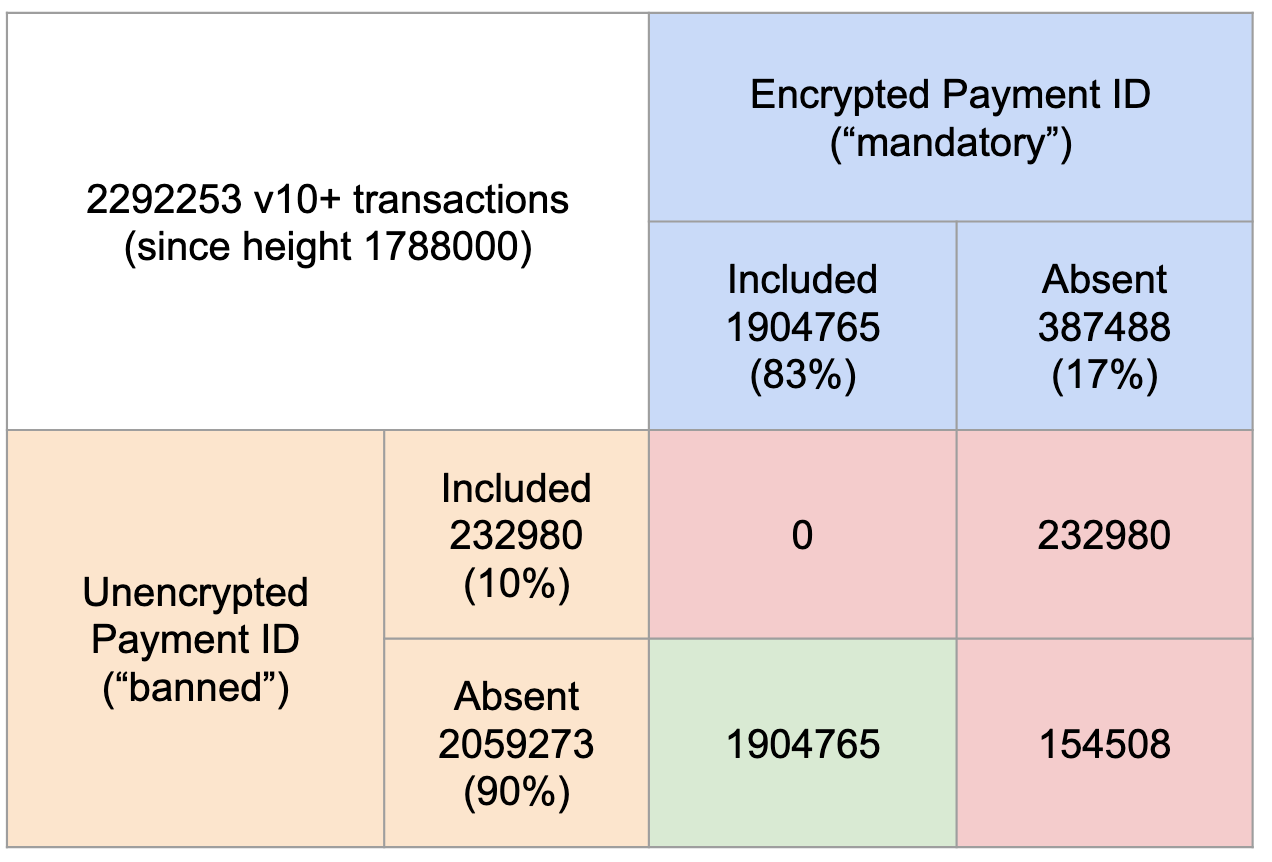 2292253 v10+ transactions
(since height 1788000)
Encrypted Payment ID
(“mandatory”)
Included
1904765
(83%)
Absent
387488
(17%)
Unencrypted
Payment ID
(“banned”)
Included
232980
(10%)
0
232980
Absent
2059273
(90%)
1904765
154508